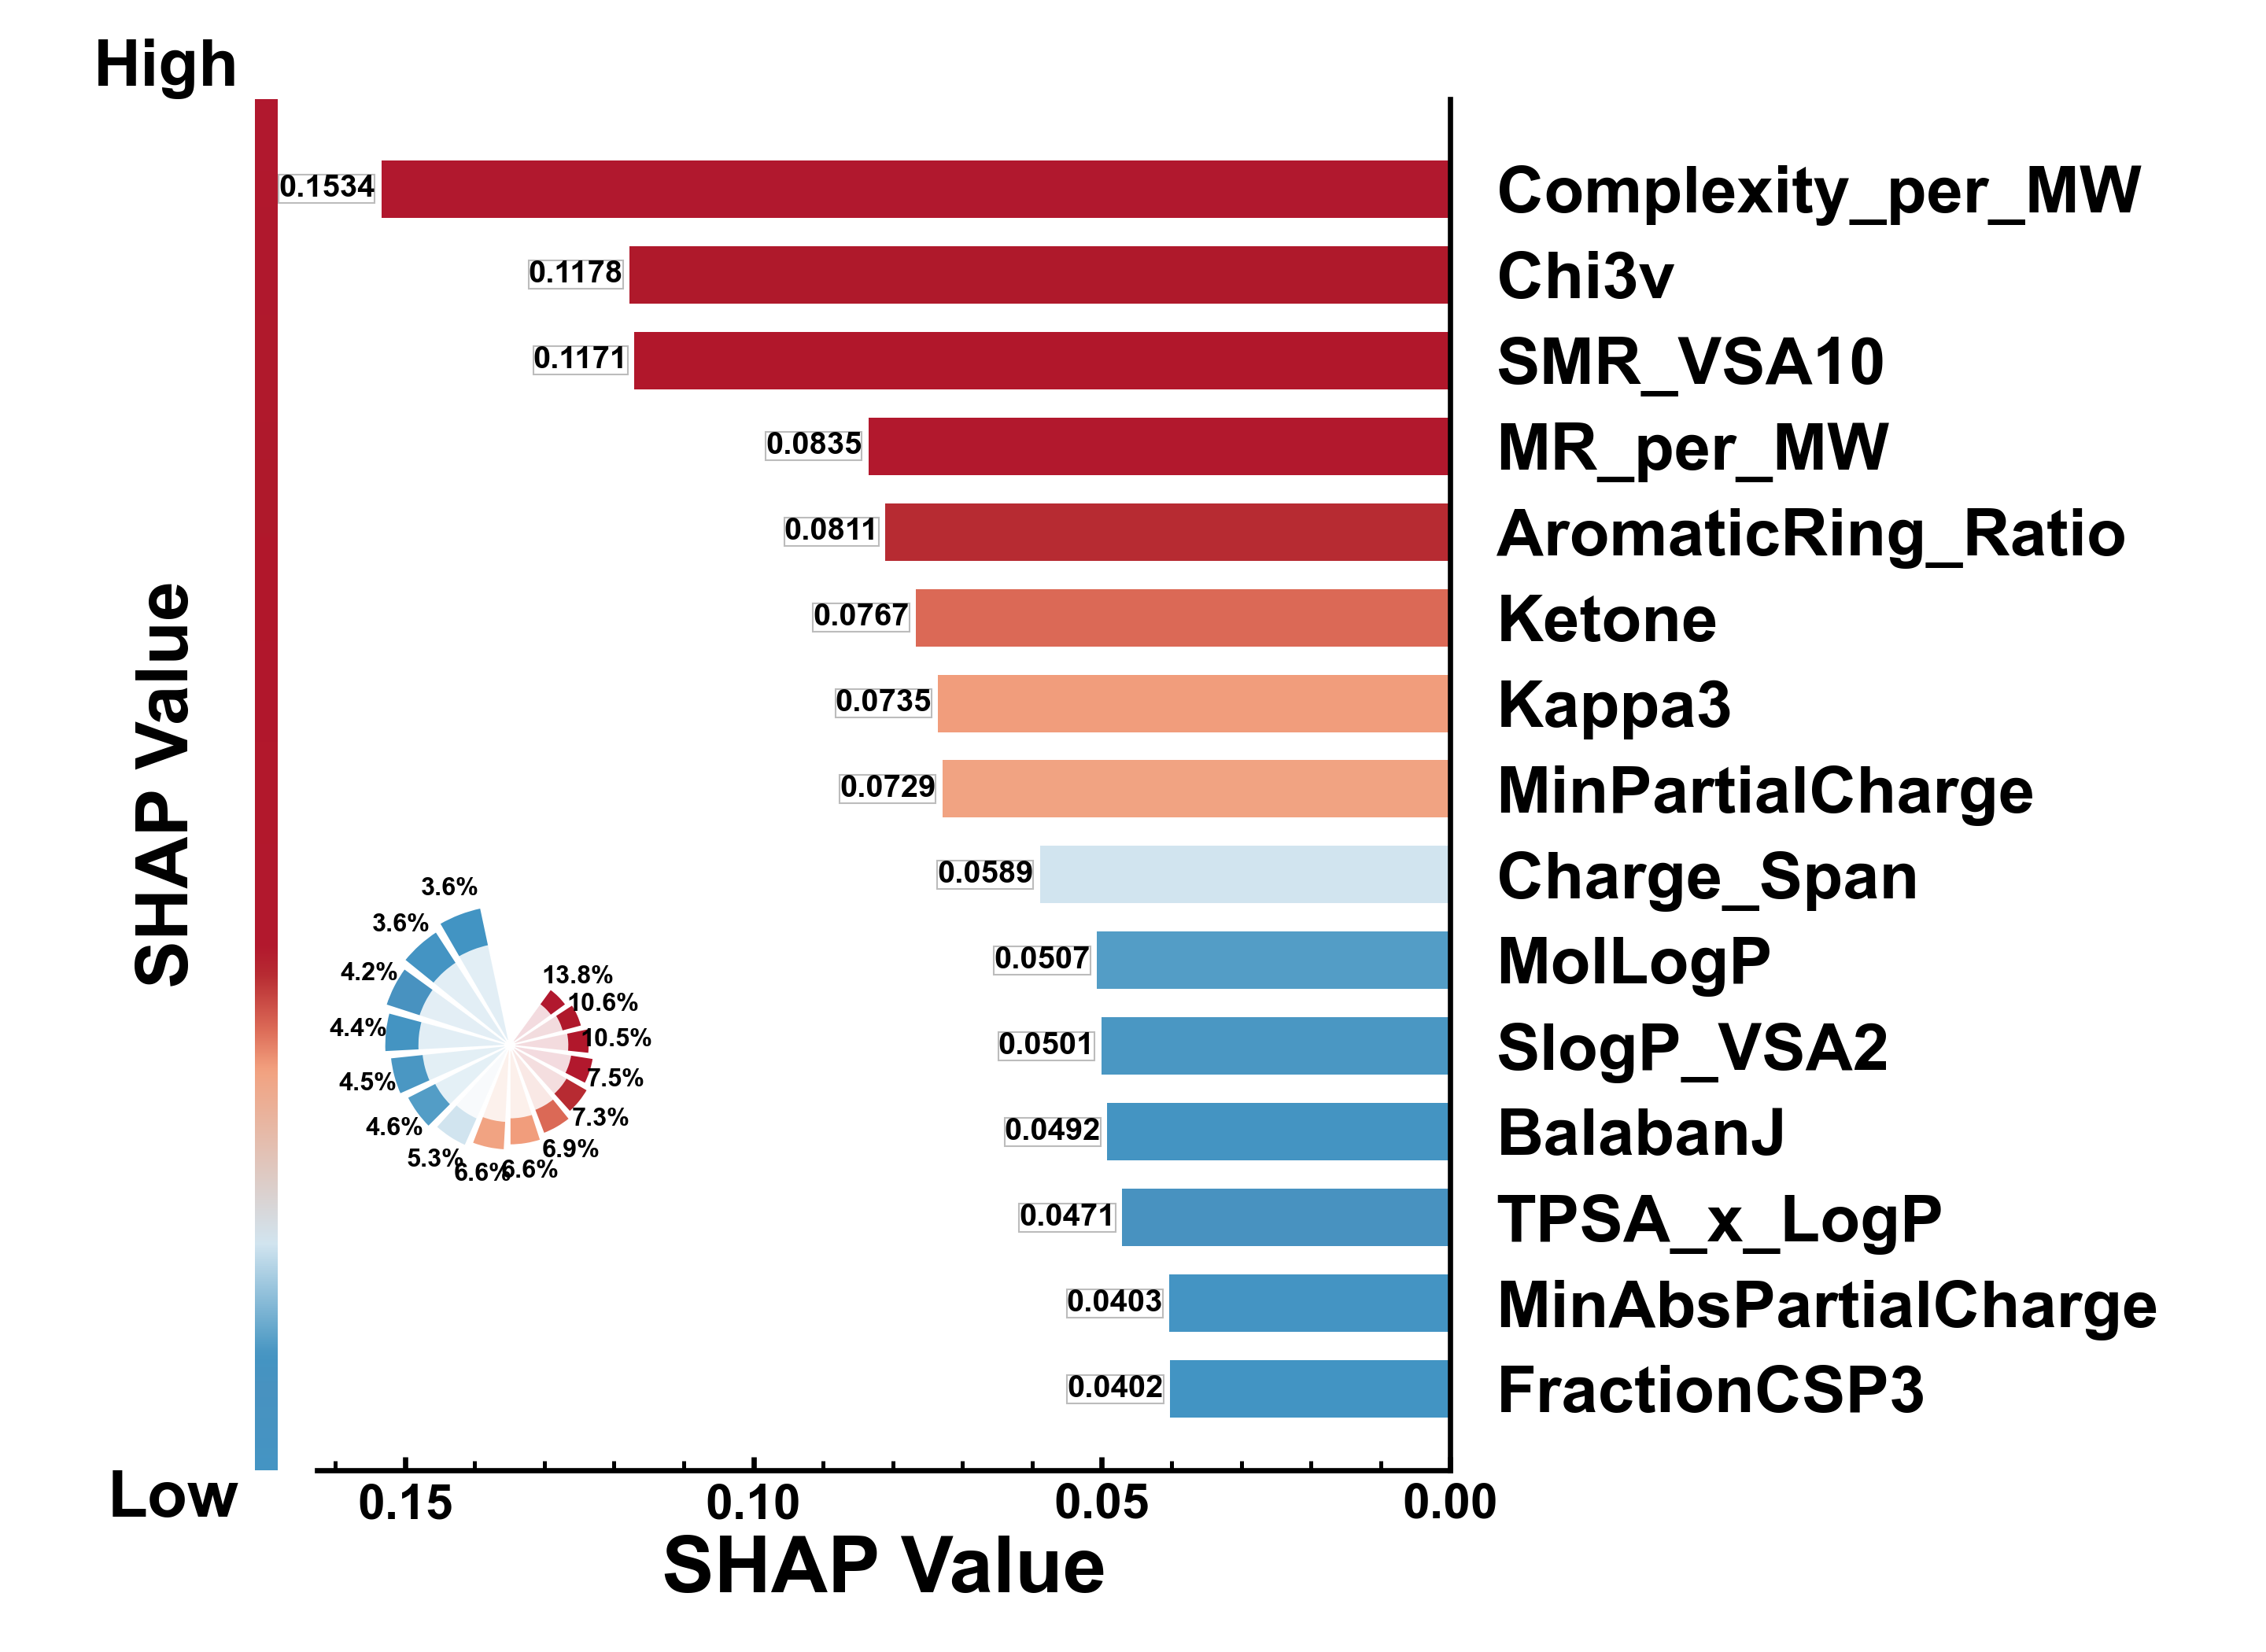 High
0.1534 Complexity_per_MW
0.1178 Chi3v
0.1171 SMR_VSA10
0.0835 MR_per_MW
0.0811 AromaticRing_Ratio
0.0767 Ketone
0.0735 Kappa3
0.0729 MinPartialCharge
0.0589 Charge_Span
0.0507 MolLogP
0.0501 SlogP_VSA2
0.0492 BalabanJ
0.0471 TPSA_x_LogP
0.0403 MinAbsPartialCharge
0.0402 FractionCSP3
SHAP Value
3.6%
3.6%
4.2%
4.4%
4.5%
4.6%
5.3%
6.6%
6.6%
6.9%
7.3%
7.5%
10.5%
10.6%
13.8%
Low
0.15 0.10 0.05 0.00
SHAP Value